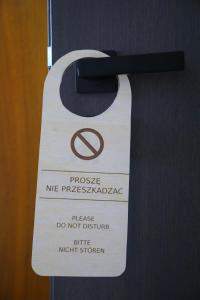 PROSZĘ
NIE PRZESZKADZAĆ
PLEASE
DO NOT DISTURB
BITTE
NICHT STÖREN